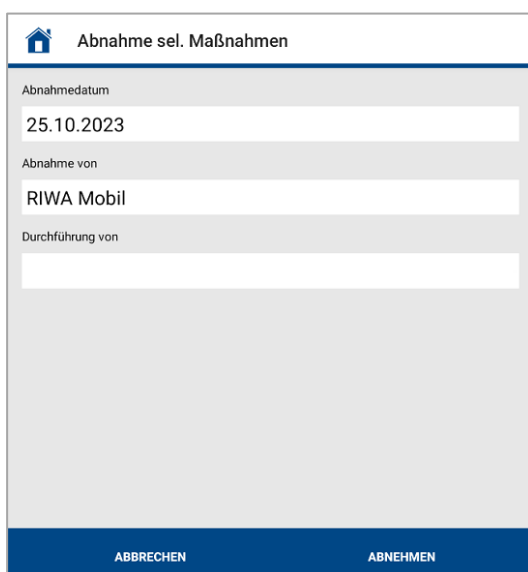 Abnahme sel. Maßnahmen
Abnahmedatum
25.10.2023
Abnahme von
RIWA Mobil
Durchführung von
ABBRECHEN ABNEHMEN